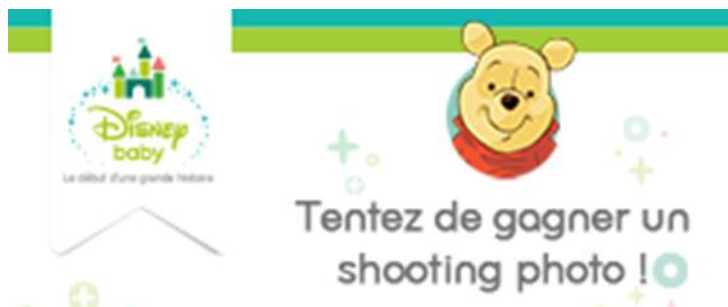 Disney
baby
Le début d'une grande histoire
Tentez de gagner un
shooting photo !